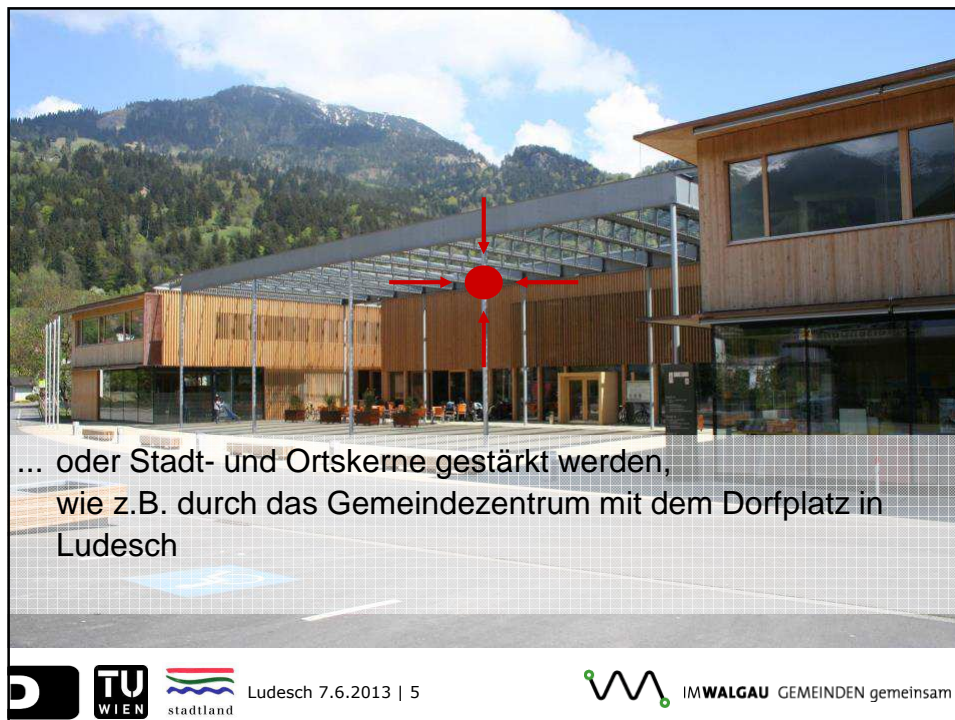 ... oder Stadt- und Ortskerne gestärkt werden,
wie z.B. durch das Gemeindezentrum mit dem Dorfplatz in
Ludesch
TU
WIEN
stadtland
Ludesch 7.6.2013 | 5
IMWALGAU GEMEINDEN gemeinsam